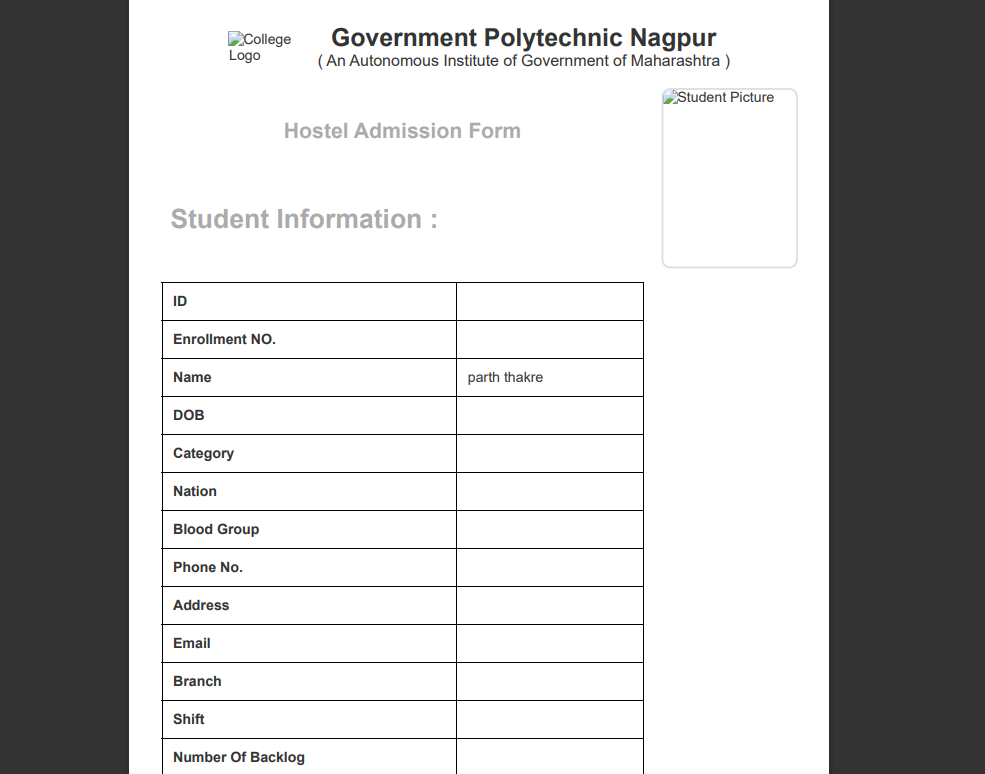 College
Logo
Government Polytechnic Nagpur
( An Autonomous Institute of Government of Maharashtra )
Student Picture
Hostel Admission Form
Student Information :
ID
Enrollment NO.
Name parth thakre
DOB
Category
Nation
Blood Group
Phone No.
Address
Email
Branch
Shift
Number Of Backlog